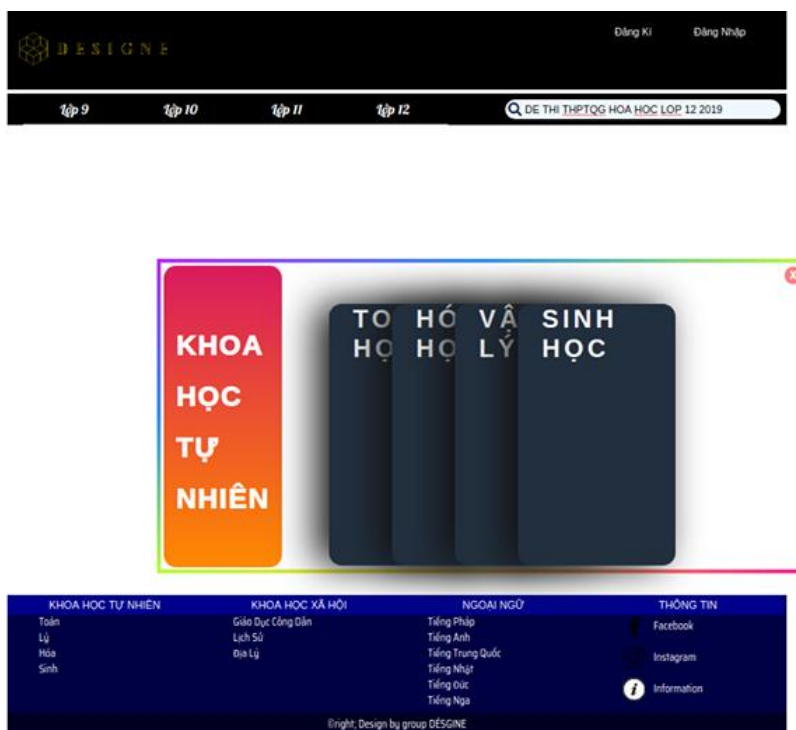 Đăng Kí Đăng Nhập
DESIGNE
Lớp 9 Lớp 10 Lớp 11 Lớp 12 DE THI THPTQG HOA HOC LOP 12 2019
X
KHOA
HỌC
TỰ
NHIÊN
TO HÓ VẬ SINH
HỌ HỌ LÝ HỌC
KHOA HỌC TỰ NHIÊN KHOA HỌC XÃ HỘI NGOẠI NGỮ THÔNG TIN
Toán Giáo Dục Công Dân Tiếng Pháp Facebook
Lý Lịch Sử Tiếng Anh
Hóa Địa Lý Tiếng Trung Quốc Instagram
Sinh Tiếng Nhật
Tiếng Đức Information
Tiếng Nga
©right; Design by group DÉSGINE